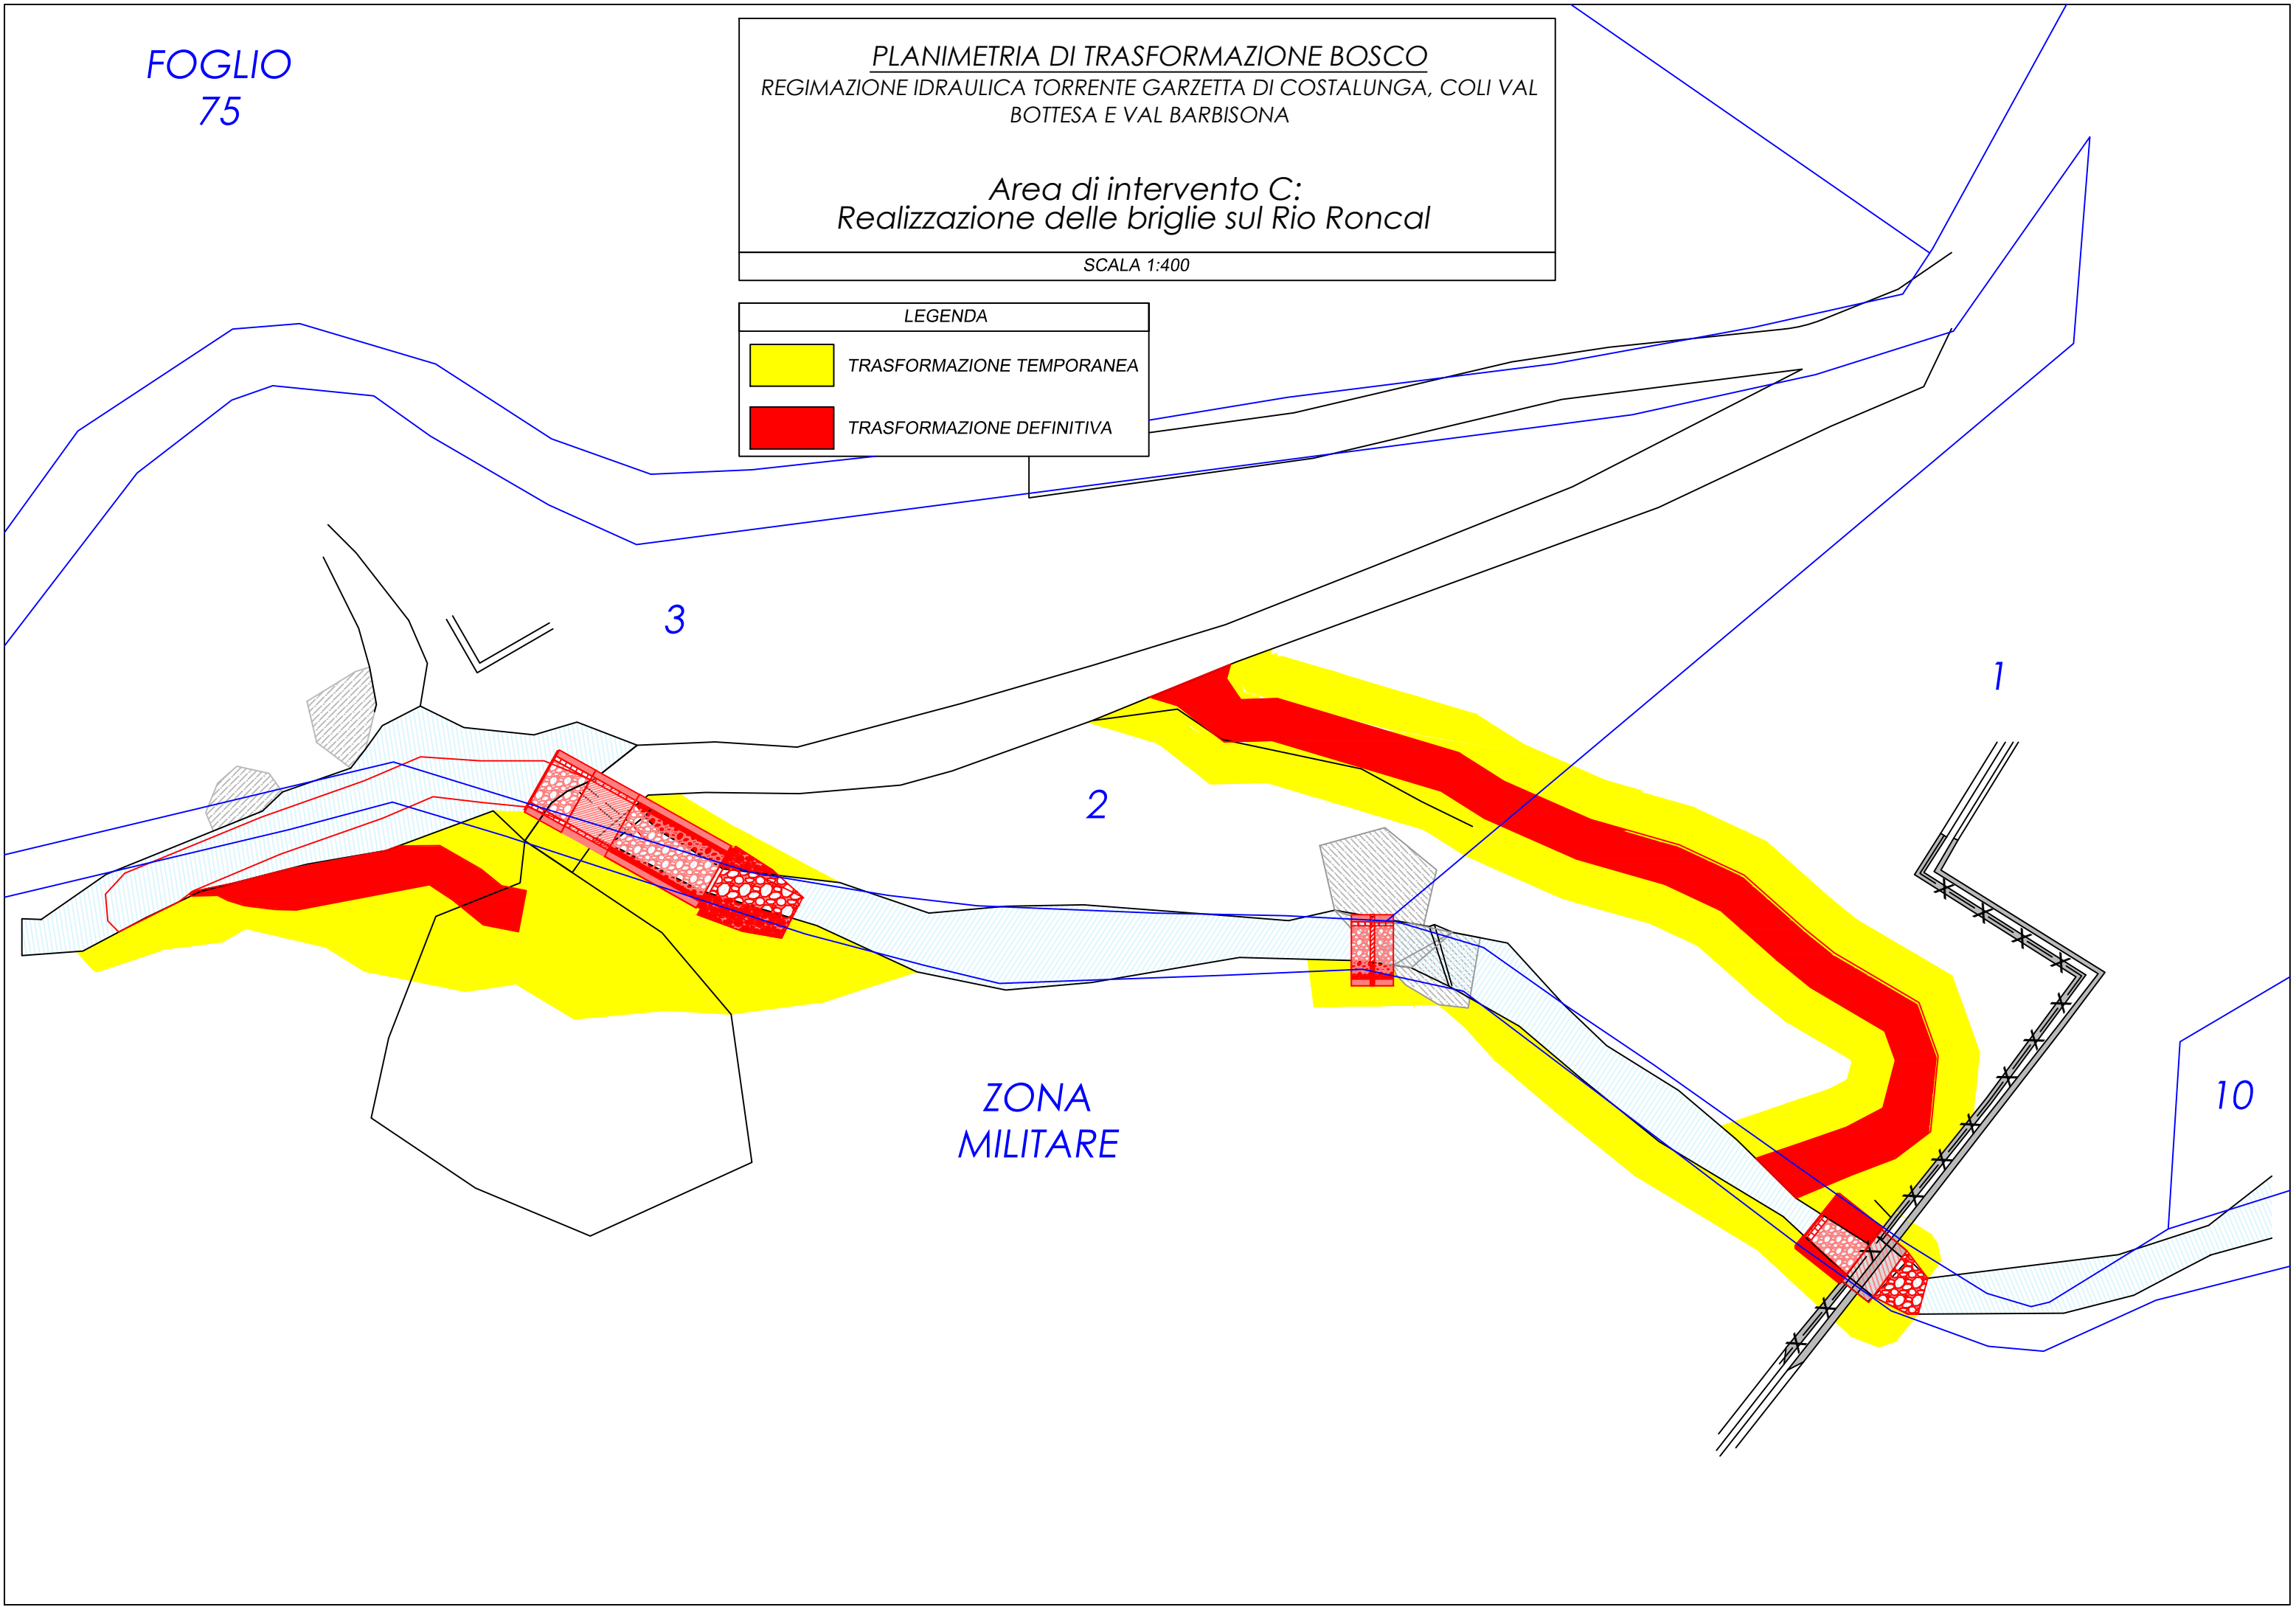 FOGLIO
75
PLANIMETRIA DI TRASFORMAZIONE BOSCO
REGIMAZIONE IDRAULICA TORRENTE GARZETTA DI COSTALUNGA, COLI VAL
BOTTESA E VAL BARBISONA
Area di intervento C:
Realizzazione delle briglie sul Rio Roncal
SCALA 1:400
LEGENDA
TRASFORMAZIONE TEMPORANEA
TRASFORMAZIONE DEFINITIVA
3
1
2
ZONA
MILITARE
10